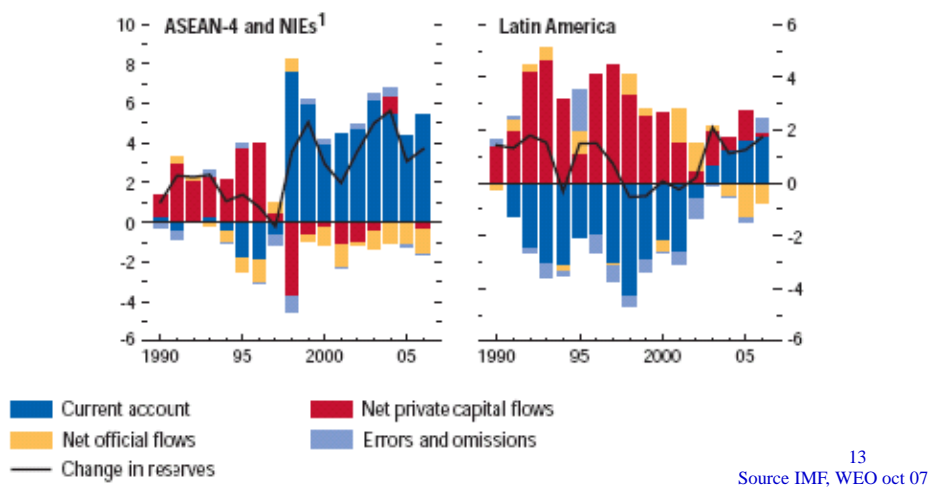 ASEAN-4 and NIEs1
10
8
6
4
2
0
-2
-4
-6
1990 95 2000 05
Latin America
6
4
2
0
-2
-4
-6
1990 95 2000 05
Current account
Net private capital flows
Net official flows
Errors and omissions
Change in reserves
13
Source IMF, WEO oct 07